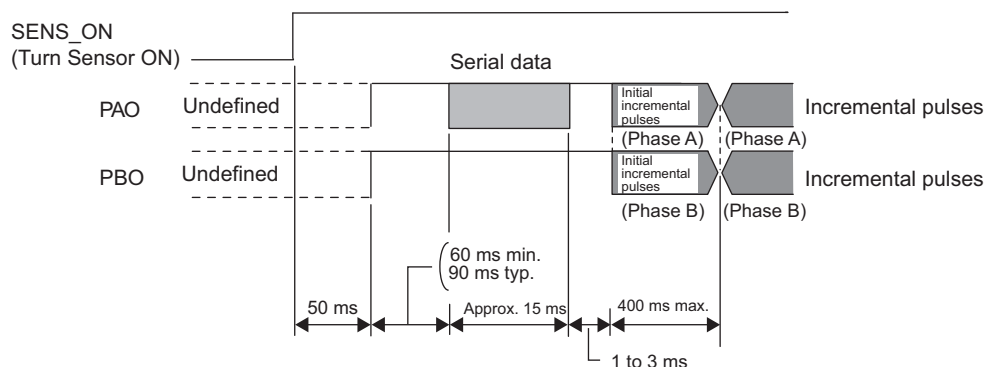 SENS_ON
(Turn Sensor ON)
Serial data
PAO
Undefined
Initial
incremental
pulses
Incremental pulses
(Phase A)
(Phase A)
PBO
Undefined
Initial
incremental
pulses
Incremental pulses
(Phase B)
(Phase B)
60 ms min.
90 ms typ.
50 ms
Approx. 15 ms
400 ms max.
1 to 3 ms